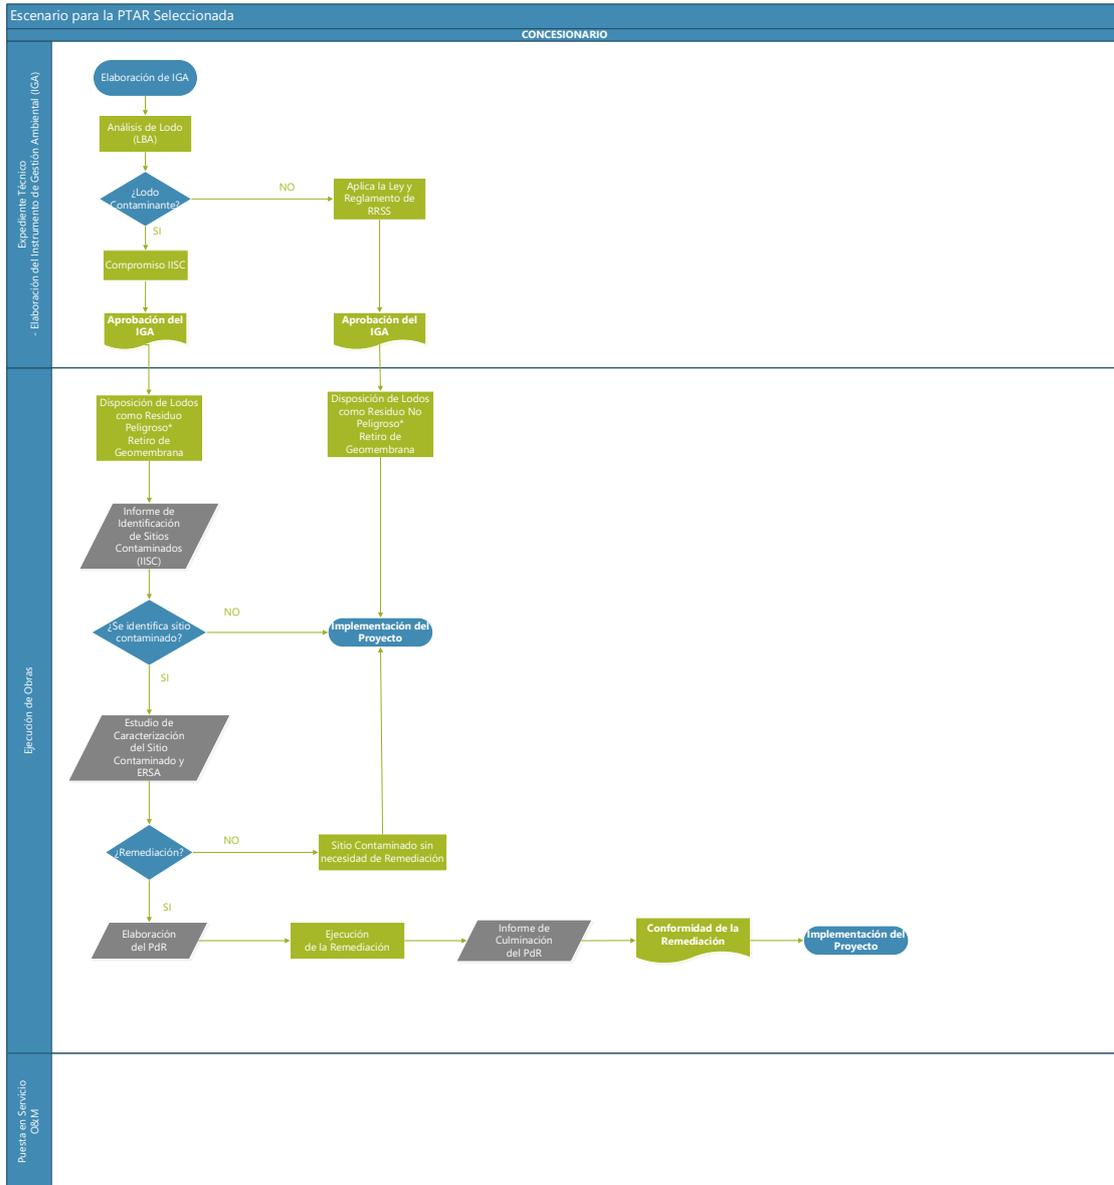 Escenario para la PTAR Seleccionada
CONCESIONARIO
Expediente Técnico
- Elaboración del Instrumento de Gestión Ambiental (IGA)
Elaboración de IGA
Análisis de Lodo
(LBA)
¿Lodo
Contaminante?
NO
Aplica la Ley y
Reglamento de
RRSS
SI
Compromiso IISC
Aprobación del
IGA
Aprobación del
IGA
Ejecución de Obras
Disposición de Lodos
como Residuo
Peligroso*
Retiro de
Geomembrana
Disposición de Lodos
como Residuo No
Peligroso*
Retiro de
Geomembrana
Informe de
Identificación
de Sitios
Contaminados
(IISC)
¿Se identifica sitio
contaminado?
NO
Implementación del
Proyecto
SI
Estudio de
Caracterización
del Sitio
Contaminado y
ERSA
¿Remediación?
NO
Sitio Contaminado sin
necesidad de Remediación
SI
Elaboración
del PdR
Ejecución
de la Remediación
Informe de
Culminación
del PdR
Conformidad de la
Remediación
Implementación del
Proyecto
Puesta en Servicio
O&M